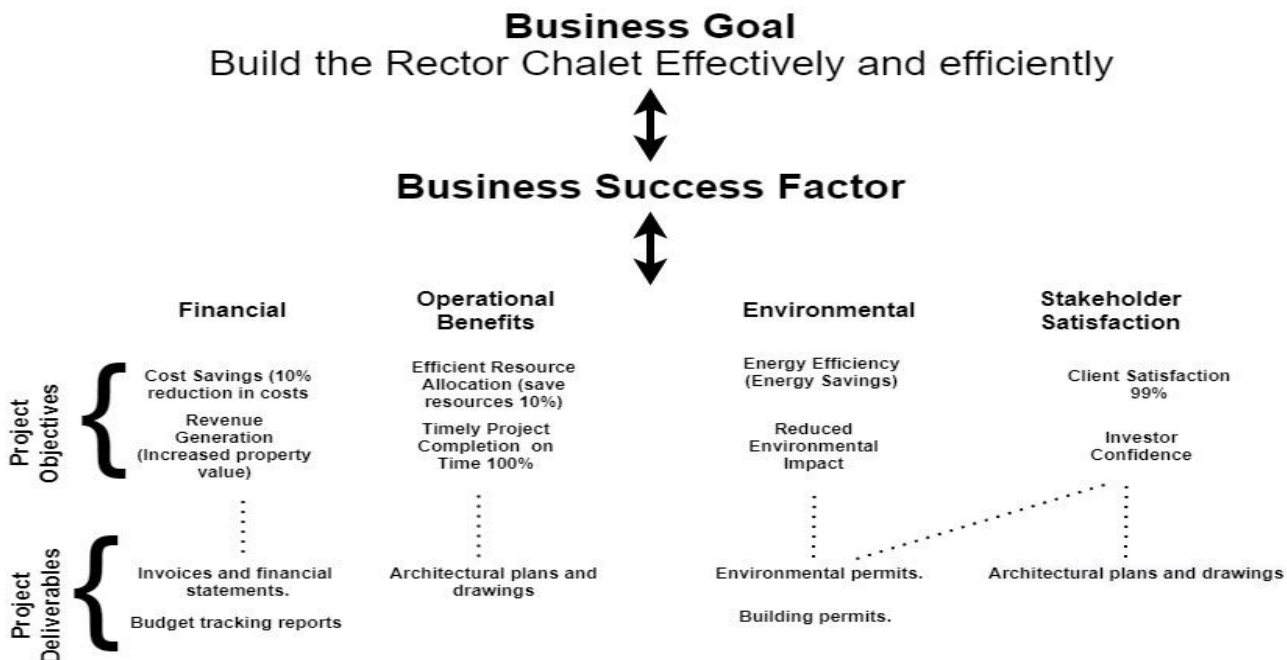 Business Goal
Build the Rector Chalet Effectively and efficiently
Business Success Factor
Financial
Operational
Benefits
Environmental
Stakeholder
Satisfaction
Project
Objectives
Cost Savings (10%
reduction in costs
Revenue
Generation
(Increased property
value)
Efficient Resource
Allocation (save
resources 10%)
Timely Project
Completion on
Time 100%
Energy Efficiency
(Energy Savings)
Reduced
Environmental
Impact
Client Satisfaction
99%
Investor
Confidence
Project
Deliverables
Invoices and financial
statements.
Budget tracking reports
Architectural plans and
drawings
Environmental permits.
Building permits.
Architectural plans and drawings